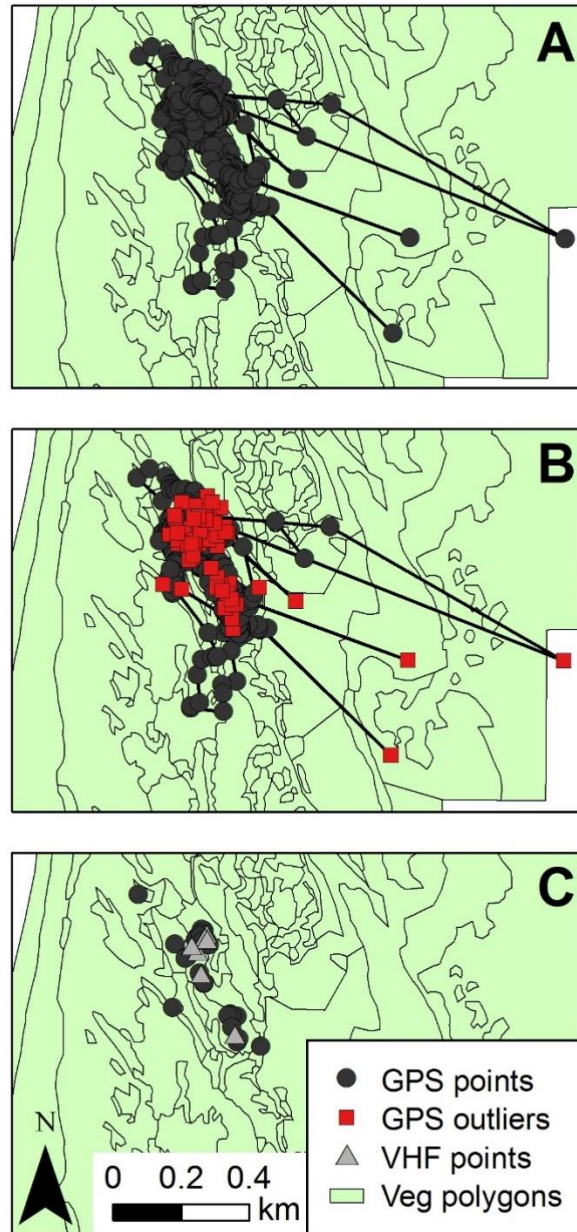 A
B
C
GPS points
GPS outliers
VHF points
Veg polygons
N
0 0.2 0.4
km